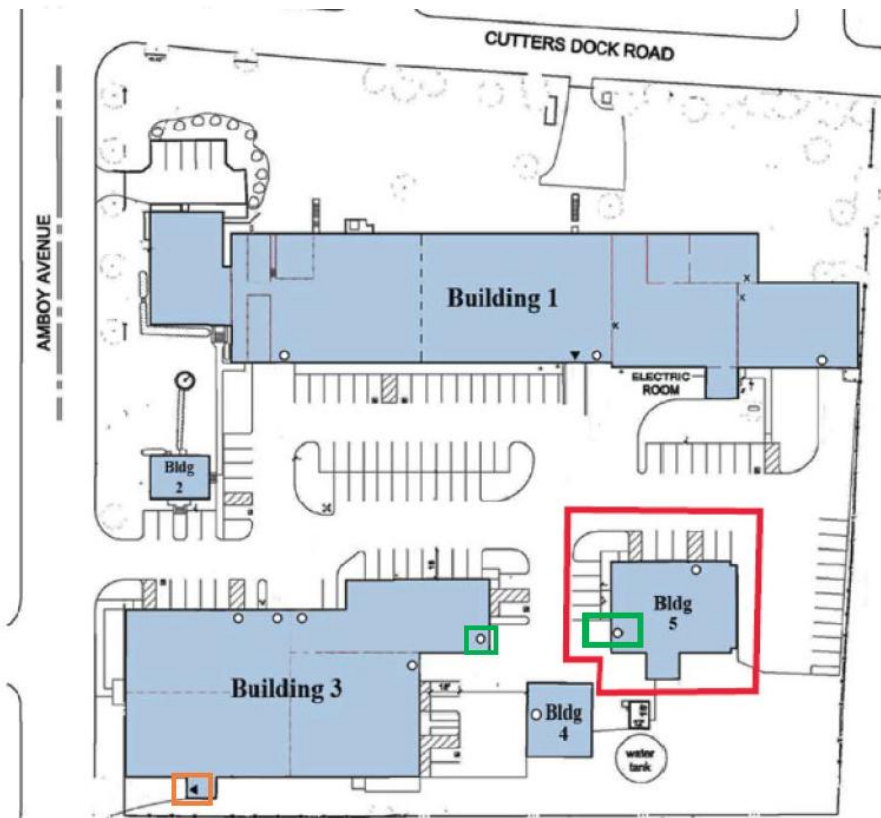 CUTTERS DOCK ROAD
AMBOY AVENUE
Building 1
ELECTRIC
ROOM
Bldg
2
Bldg
5
Building 3
Bldg
4
water
tank